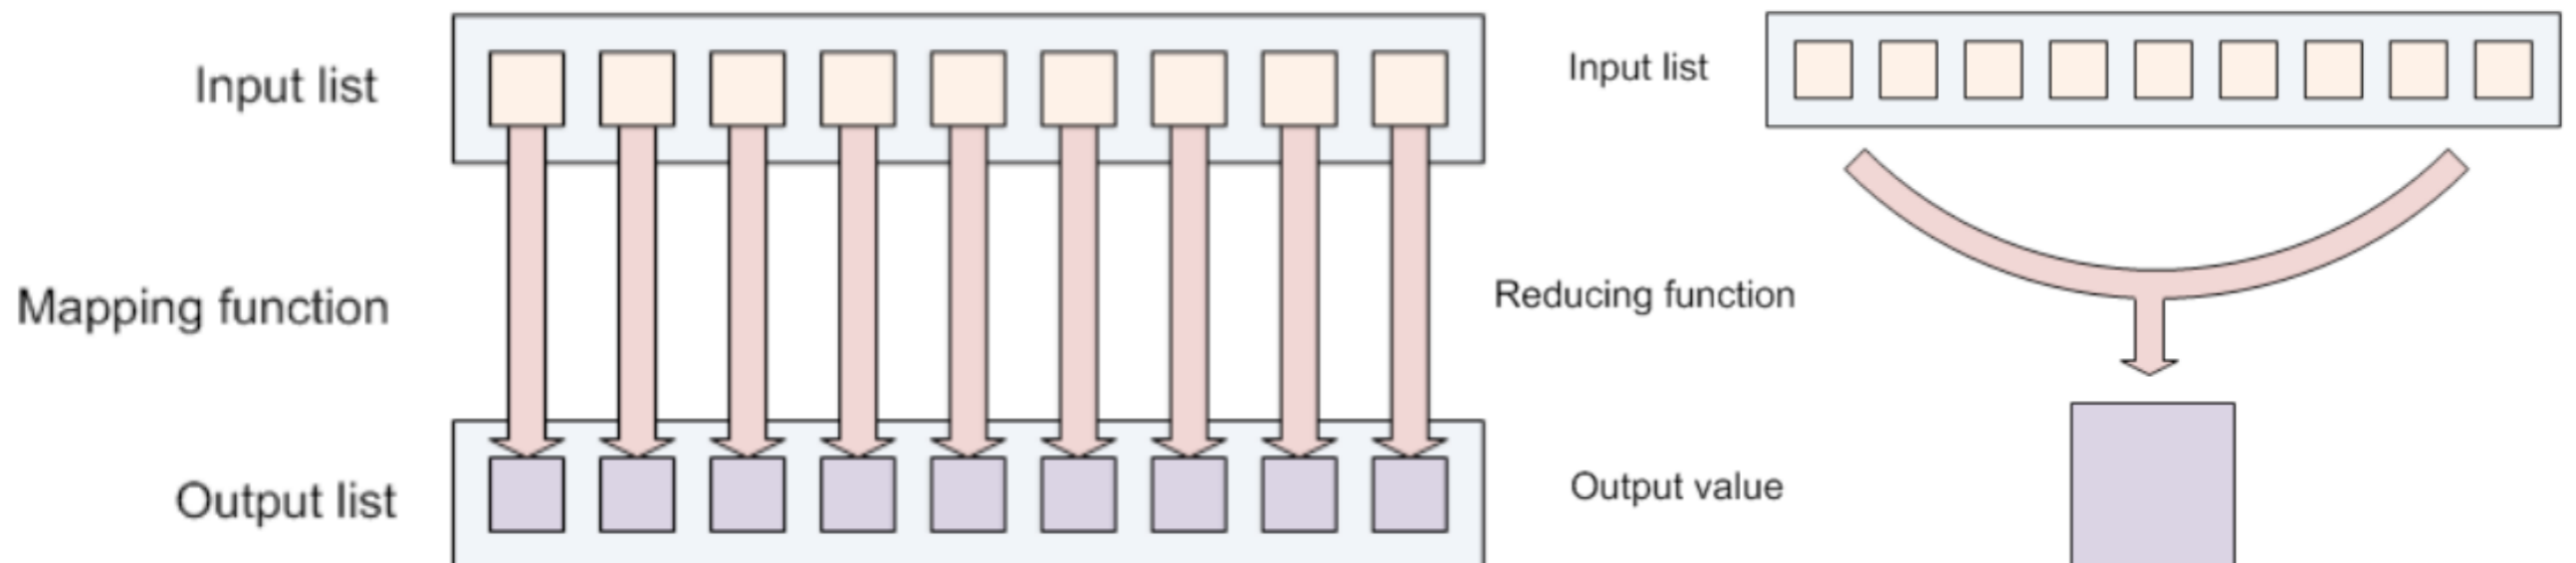 Input list
Mapping function
Output list
Input list
Reducing function
Output value